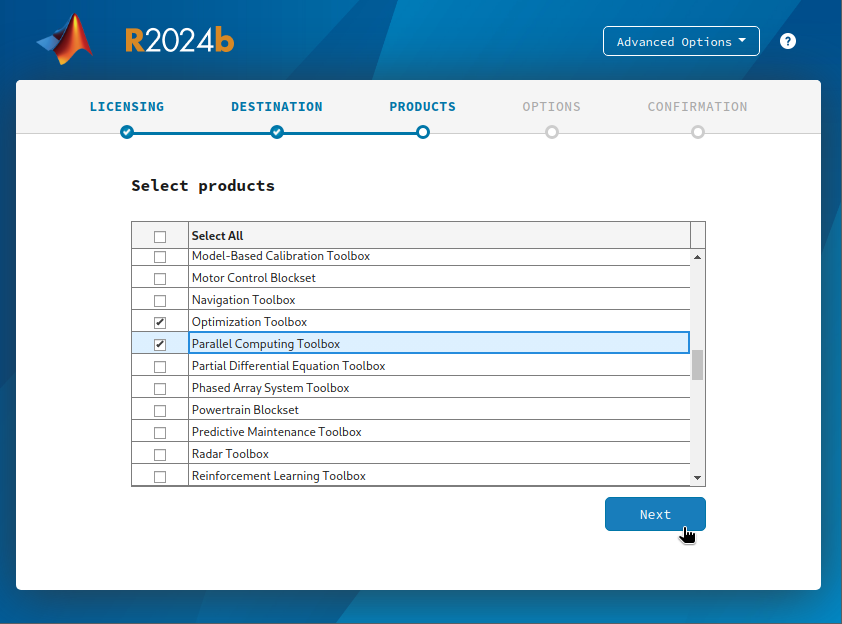 R2024b
Advanced Options
?
LICENSING DESTINATION PRODUCTS OPTIONS CONFIRMATION
Select products
Select All
Model-Based Calibration Toolbox
Motor Control Blockset
Navigation Toolbox
Optimization Toolbox
Parallel Computing Toolbox
Partial Differential Equation Toolbox
Phased Array System Toolbox
Powertrain Blockset
Predictive Maintenance Toolbox
Radar Toolbox
Reinforcement Learning Toolbox
Next